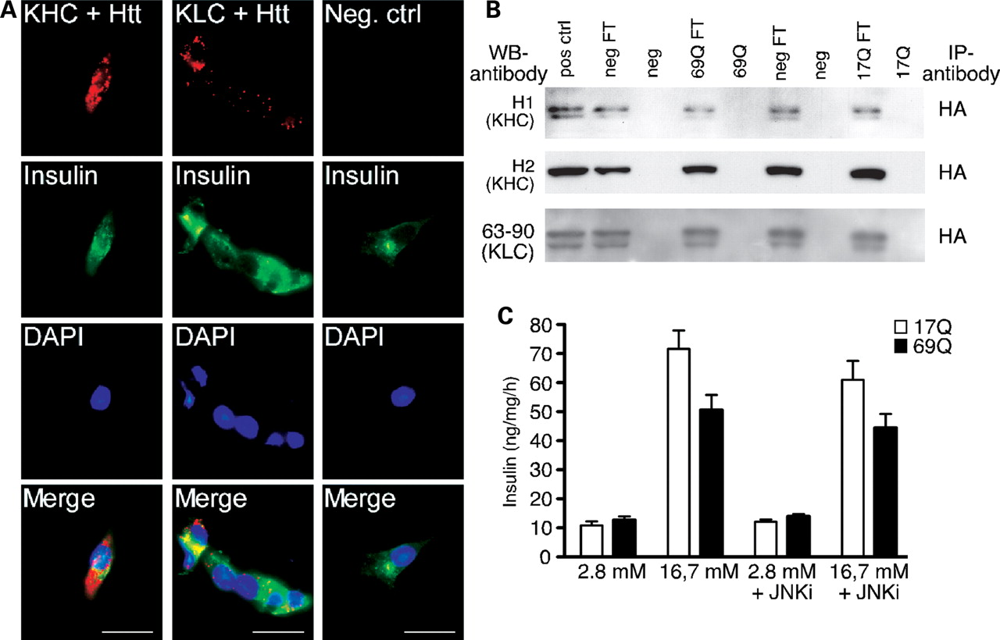 A
KHC + Htt
KLC + Htt
Neg. ctrl
Insulin
Insulin
Insulin
DAPI
DAPI
DAPI
Merge
Merge
Merge
B
WB-
antibody
pos ctrl
neg FT
neg
69Q FT
69Q
neg FT
neg
17Q FT
17Q
IP-
antibody
H1
(KHC)
HA
H2
(KHC)
HA
63-90
(KLC)
HA
C
80
70
60
50
40
30
20
10
0
Insulin (ng/mg/h)
17Q
69Q
2.8 mM
16,7 mM
2.8 mM
+ JNKi
16,7 mM
+ JNKi